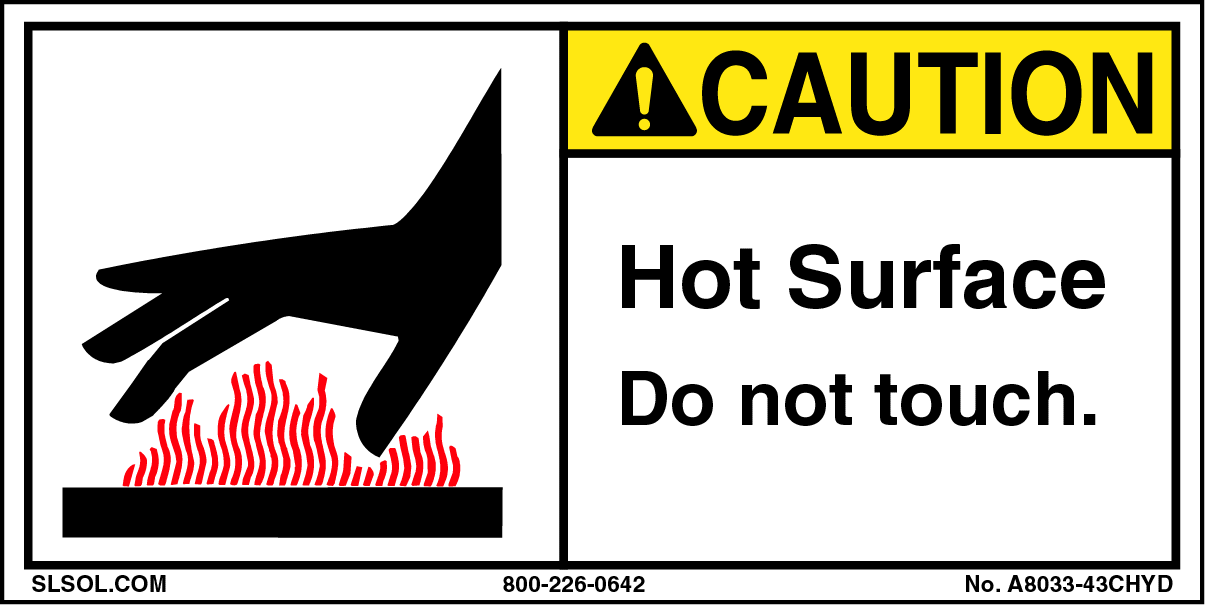 CAUTION
Hot Surface
Do not touch.
SLSOL.COM 800-226-0642 No. A8033-43CHYD